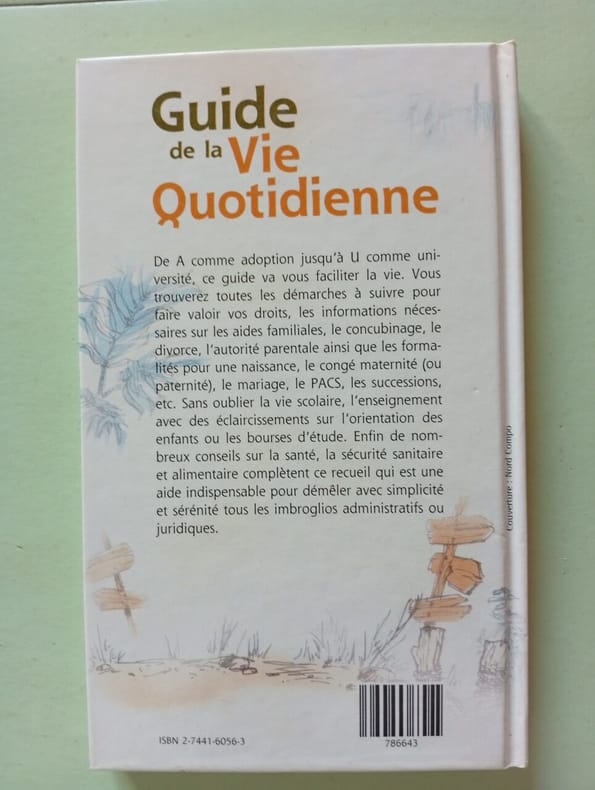 Guide
de la Vie
Quotidienne
De A comme adoption jusqu'à U comme uni-
versité, ce guide va vous faciliter la vie. Vous
trouverez toutes les démarches à suivre pour
faire valoir vos droits, les informations néces-
saires sur les aides familiales, le concubinage, le
divorce, l'autorité parentale ainsi que les forma-
lités pour une naissance, le congé maternité (ou
paternité), le mariage, le PACS, les successions,
etc. Sans oublier la vie scolaire, l'enseignement
avec des éclaircissements sur l'orientation des
enfants ou les bourses d'étude. Enfin de nom-
breux conseils sur la santé, la sécurité sanitaire
et alimentaire complètent ce recueil qui est une
aide indispensable pour démêler avec simplicité
et sérénité tous les imbroglios administratifs ou
juridiques.
Couverture : Nord Compo
ISBN 2-7441-6056-3
786643